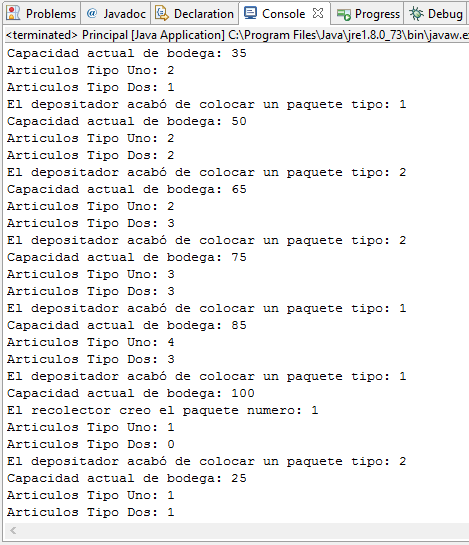 Problems @ Javadoc Declaration Console Progress Debug
<terminated> Principal [Java Application] C:\Program Files\Java\jre1.8.0_73\bin\javaw.e
Capacidad actual de bodega: 35
Articulos Tipo Uno: 2
Articulos Tipo Dos: 1
El depositador acabó de colocar un paquete tipo: 1
Capacidad actual de bodega: 50
Articulos Tipo Uno: 2
Articulos Tipo Dos: 2
El depositador acabó de colocar un paquete tipo: 2
Capacidad actual de bodega: 65
Articulos Tipo Uno: 2
Articulos Tipo Dos: 3
El depositador acabó de colocar un paquete tipo: 2
Capacidad actual de bodega: 75
Articulos Tipo Uno: 3
Articulos Tipo Dos: 3
El depositador acabó de colocar un paquete tipo: 1
Capacidad actual de bodega: 85
Articulos Tipo Uno: 4
Articulos Tipo Dos: 3
El depositador acabó de colocar un paquete tipo: 1
Capacidad actual de bodega: 100
El recolector creo el paquete numero: 1
Articulos Tipo Uno: 1
Articulos Tipo Dos: 0
El depositador acabó de colocar un paquete tipo: 2
Capacidad actual de bodega: 25
Articulos Tipo Uno: 1
Articulos Tipo Dos: 1